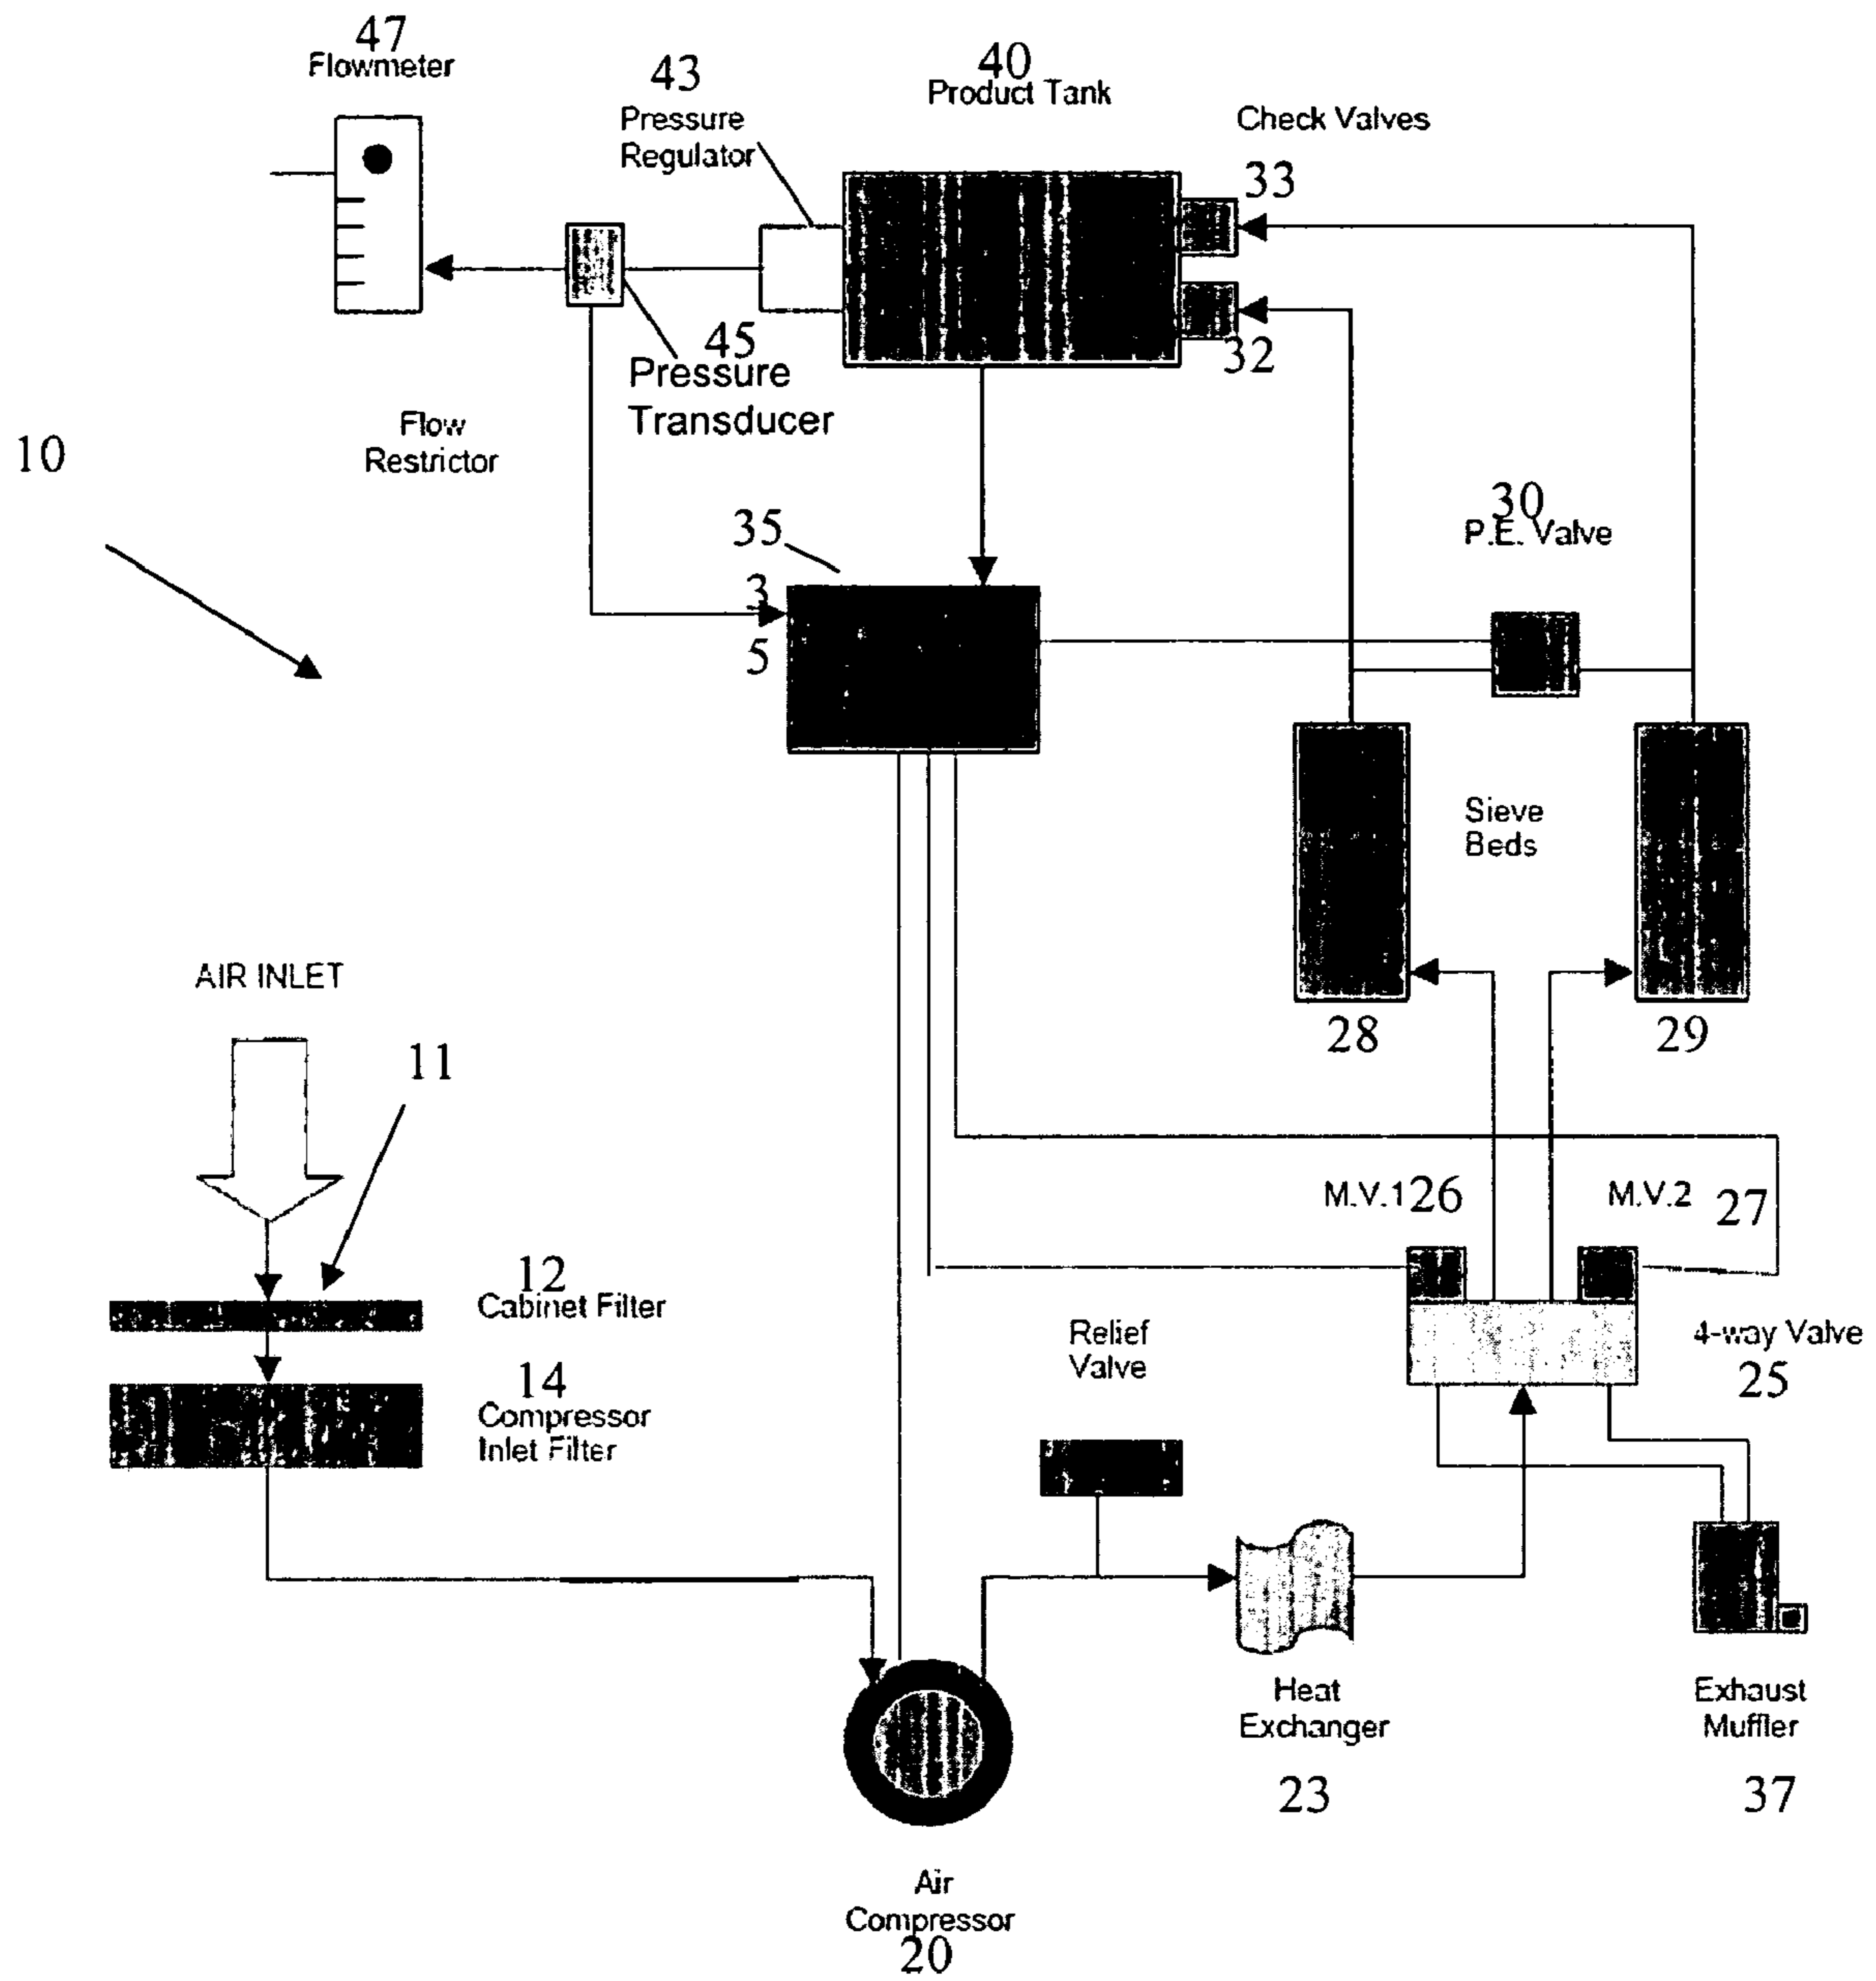 47
Flowmeter
43
Pressure
Regulator
40
Product Tank
Check Valves
33
32
45
Pressure
Transducer
Flow
Restrictor
10
35
3
5
30
P.E. Valve
Sieve
Beds
28
29
AIR INLET
11
M.V.1 26
M.V.2 27
12
Cabinet Filter
14
Compressor
Inlet Filter
Relief
Valve
4-way Valve
25
Heat
Exchanger
23
Exhaust
Muffler
37
Air
Compressor
20